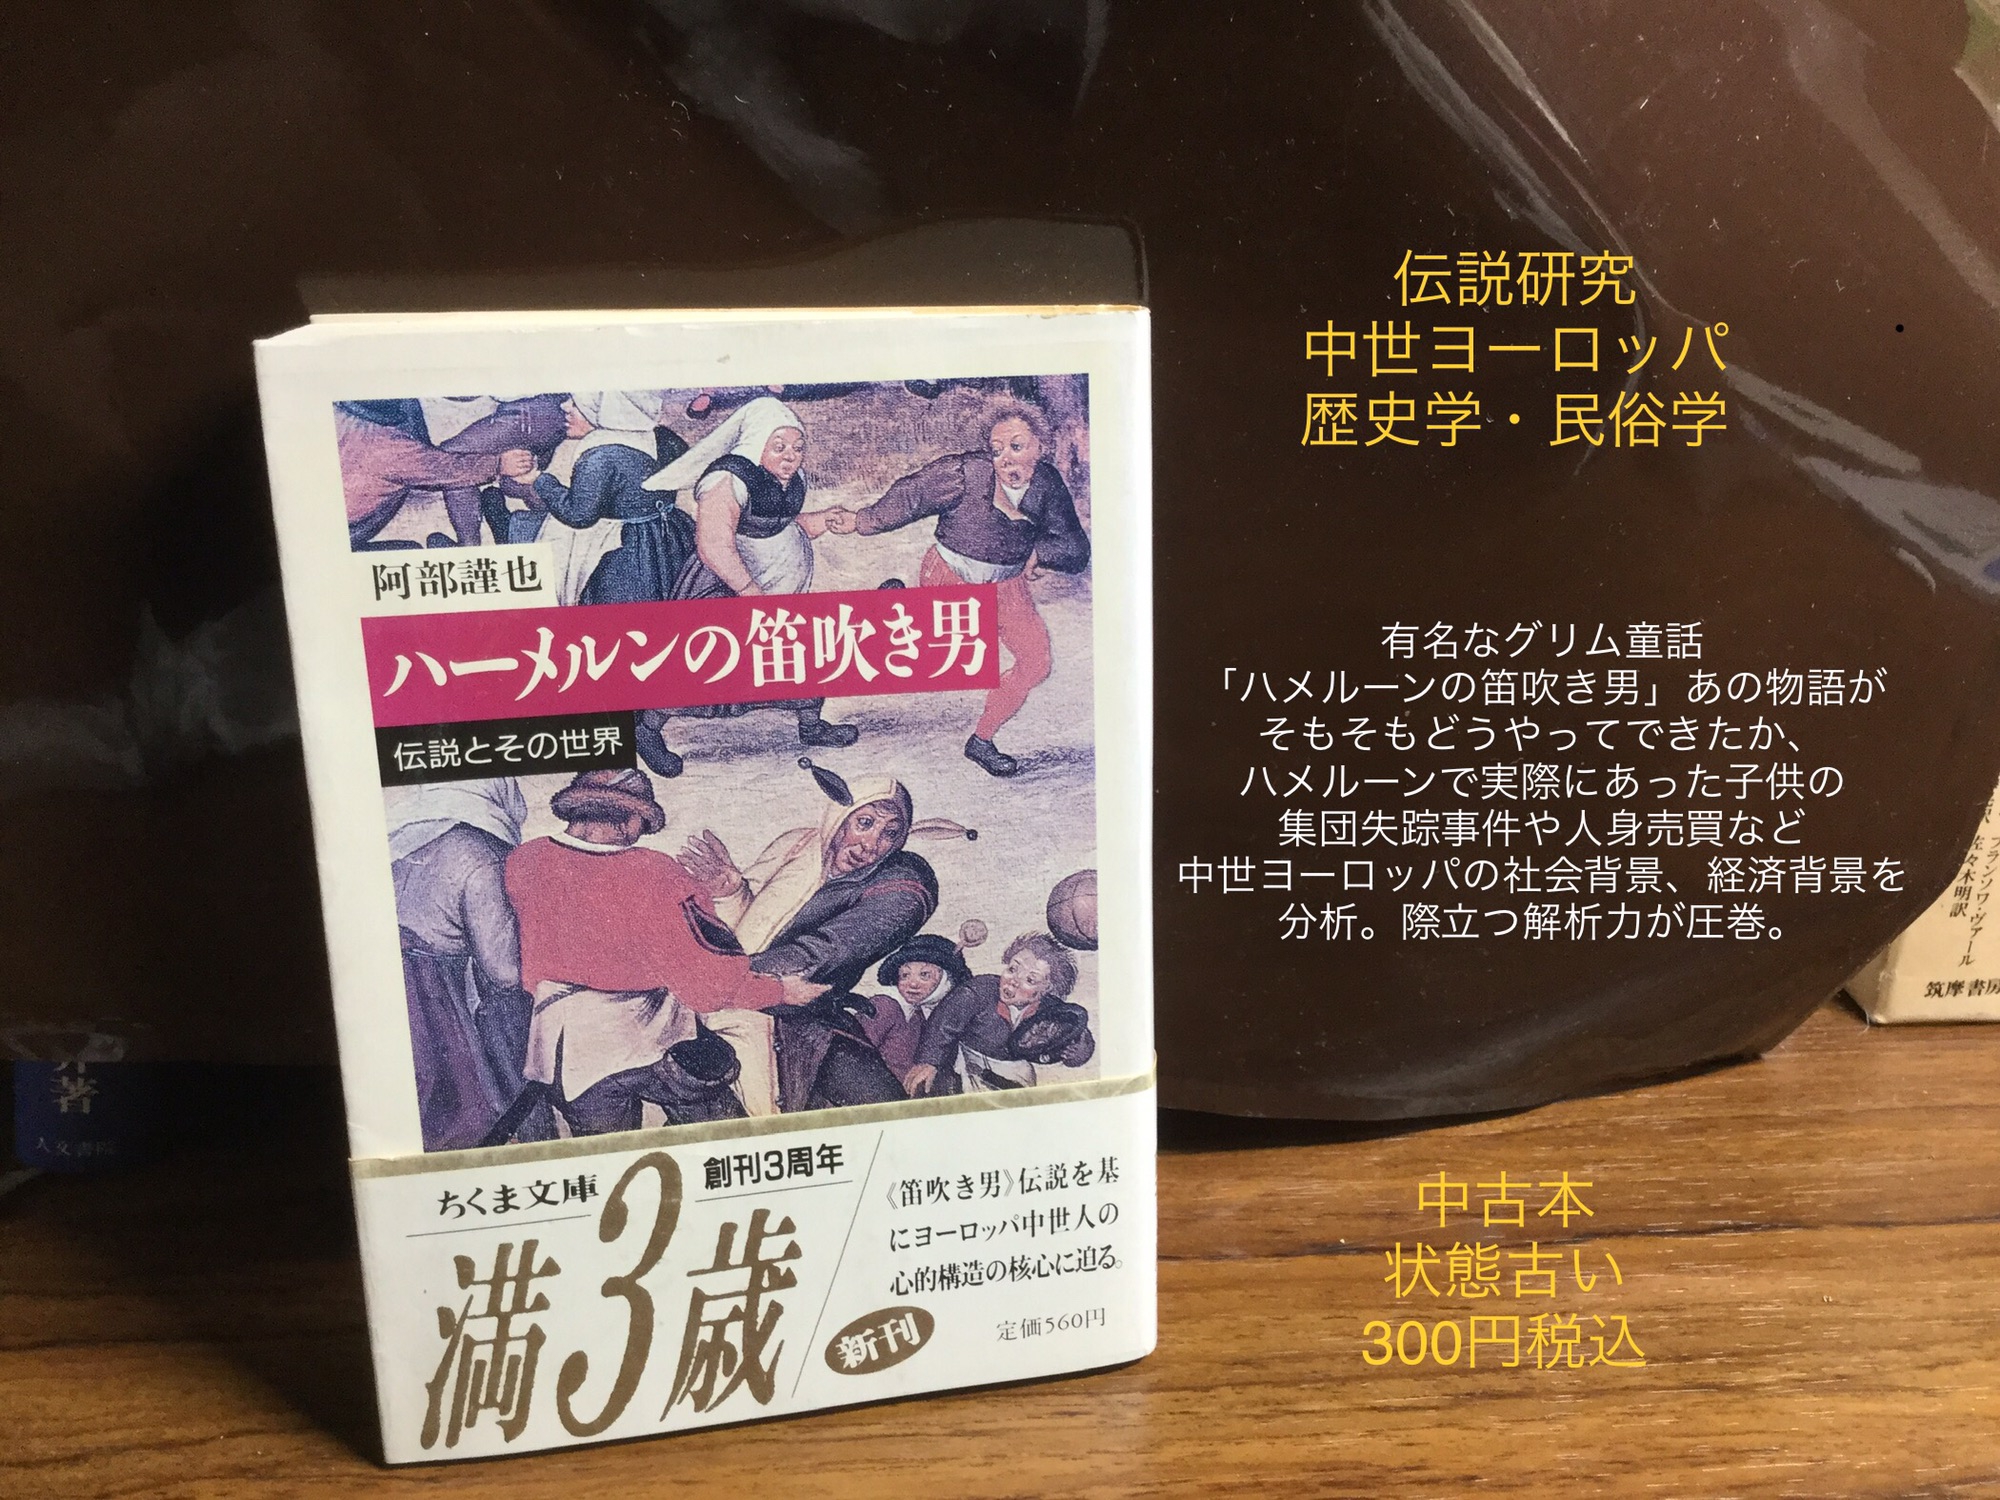 伝説研究
中世ヨーロッパ
歴史学・民俗学
有名なグリム童話
「ハメルーンの笛吹き男」あの物語が
そもそもどうやってできたか、
ハメルーンで実際にあった子供の
集団失踪事件や人身売買など
中世ヨーロッパの社会背景、経済背景を
分析。際立つ解析力が圧巻。
中古本
状態古い
300円税込
阿部謹也
ハーメルンの笛吹き男
伝説とその世界
ちくま文庫
創刊3周年
満3歳
《笛吹き男》伝説を基
にヨーロッパ中世人の
心的構造の核心に迫る。
新刊
定価560円
著
人文書院
フランソワ・ヴァール
佐々木明訳
筑摩書房